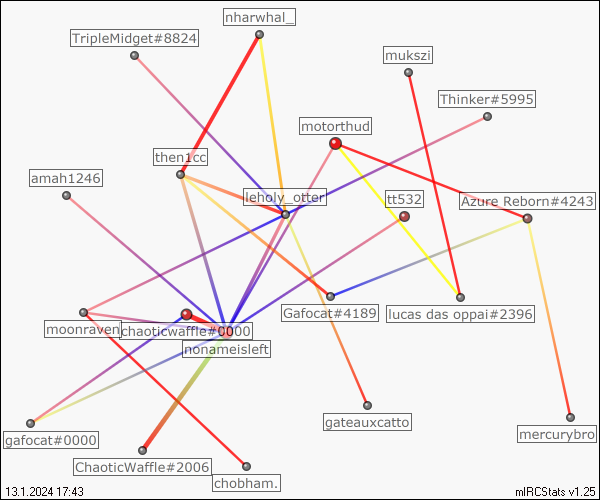 nharwhal_
TripleMidget#8824
mukszi
Thinker#5995
motorthud
then1cc
amah1246
leholy_otter
tt532
Azure Reborn#4243
Gafocat#4189
lucas das oppai#2396
moonraven
chaoticwaffle#0000
nonameisleft
gateauxcatto
gafocat#0000
mercurybro
ChaoticWaffle#2006
chobham.
13.1.2024 17:43
mIRCStats v1.25